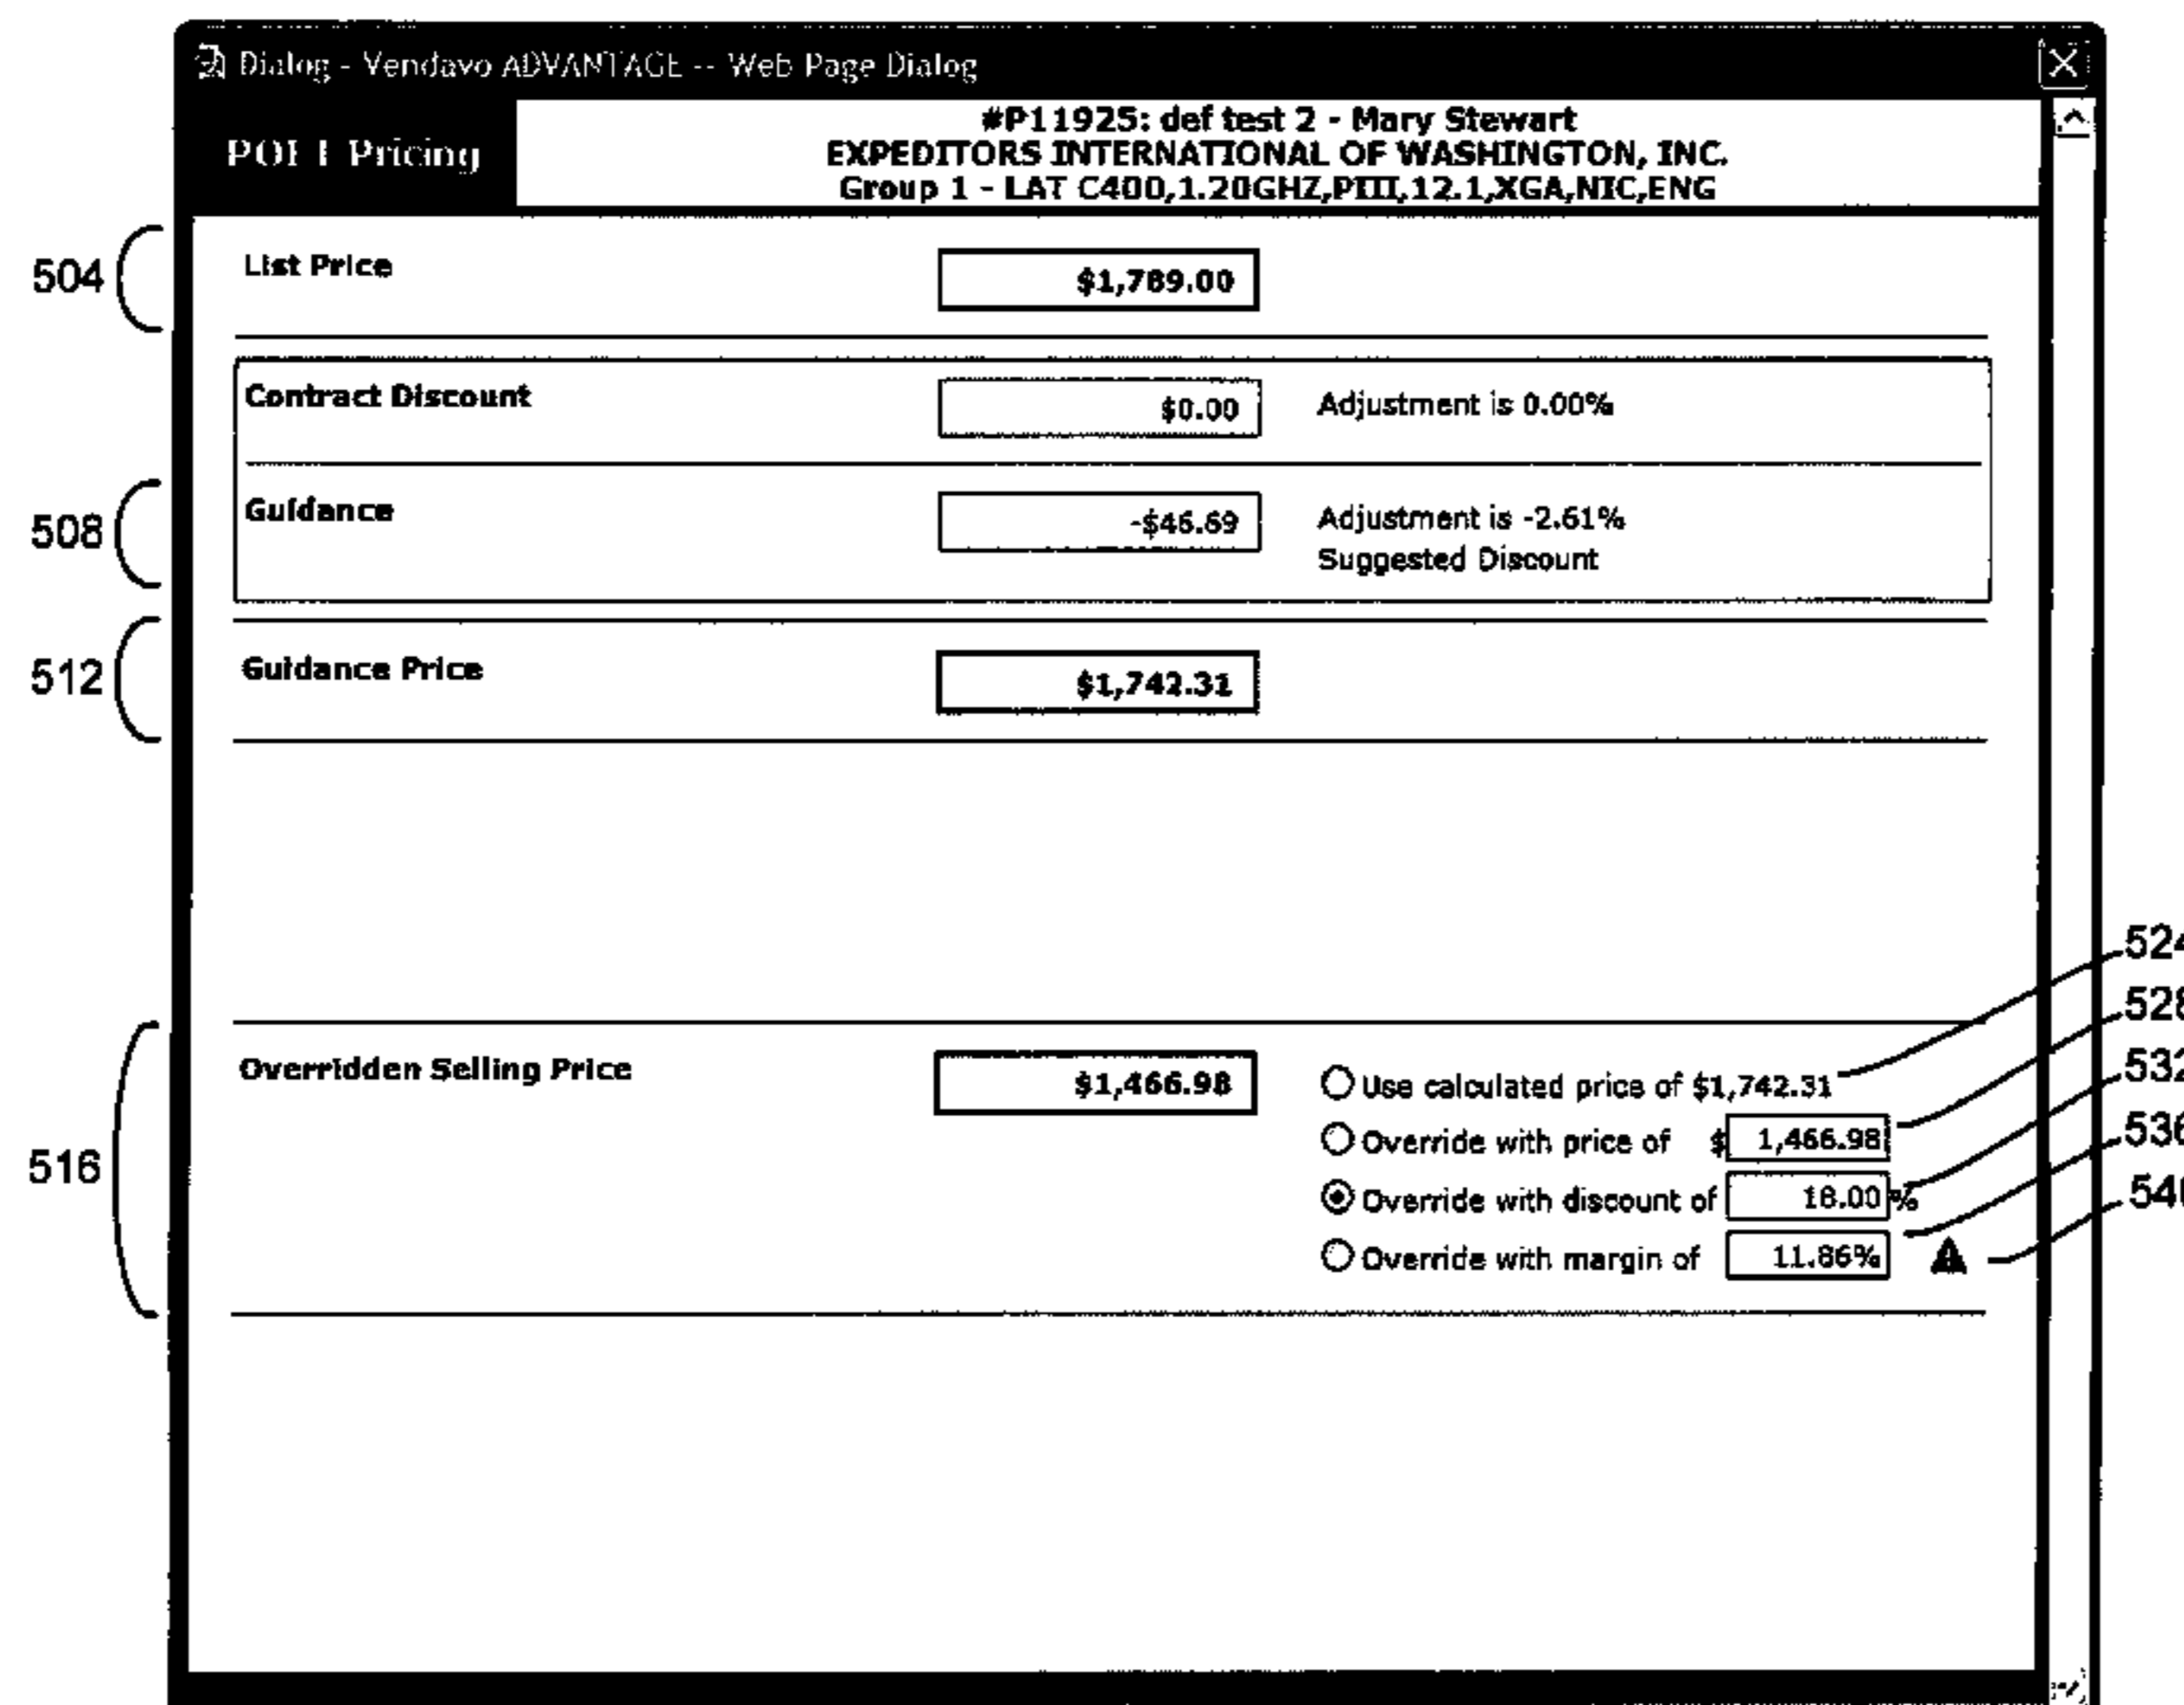 Dialog - Vendavo ADVANTAGE -- Web Page Dialog
Pricing
#P11925: def test 2 - Mary Stewart
EXPEDITORS INTERNATIONAL OF WASHINGTON, INC.
Group 1 - LAT C400,1.20GHZ,PIII,12.1,XGA,NIC,ENG
504
List Price
$1,789.00
Contract Discount
$0.00
Adjustment is 0.00%
508
Guidance
-$46.69
Adjustment is -2.61%
Suggested Discount
512
Guidance Price
$1,742.31
516
Overridden Selling Price
$1,466.98
Use calculated price of $1,742.31
Override with price of $ 1,466.98
Override with discount of 18.00 %
Override with margin of 11.86%
524
528
532
536
540